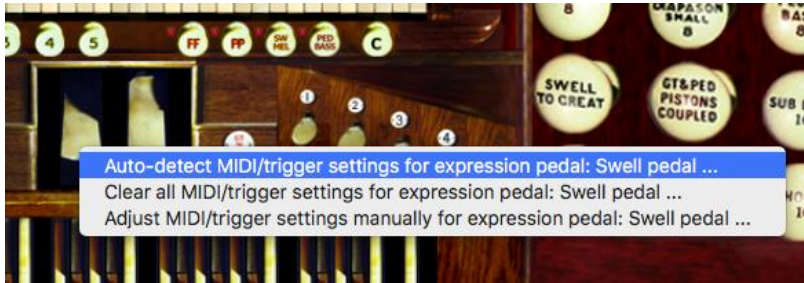 8
DIAPASON
SMALL
8
3 4 5 FF PP SW MEL PED BASS C
SWELL
TO GREAT
GT&PED
PISTONS
COUPLED
SUB
1 2 3 4
Auto-detect MIDI/trigger settings for expression pedal: Swell pedal ...
Clear all MIDI/trigger settings for expression pedal: Swell pedal ...
Adjust MIDI/trigger settings manually for expression pedal: Swell pedal ...